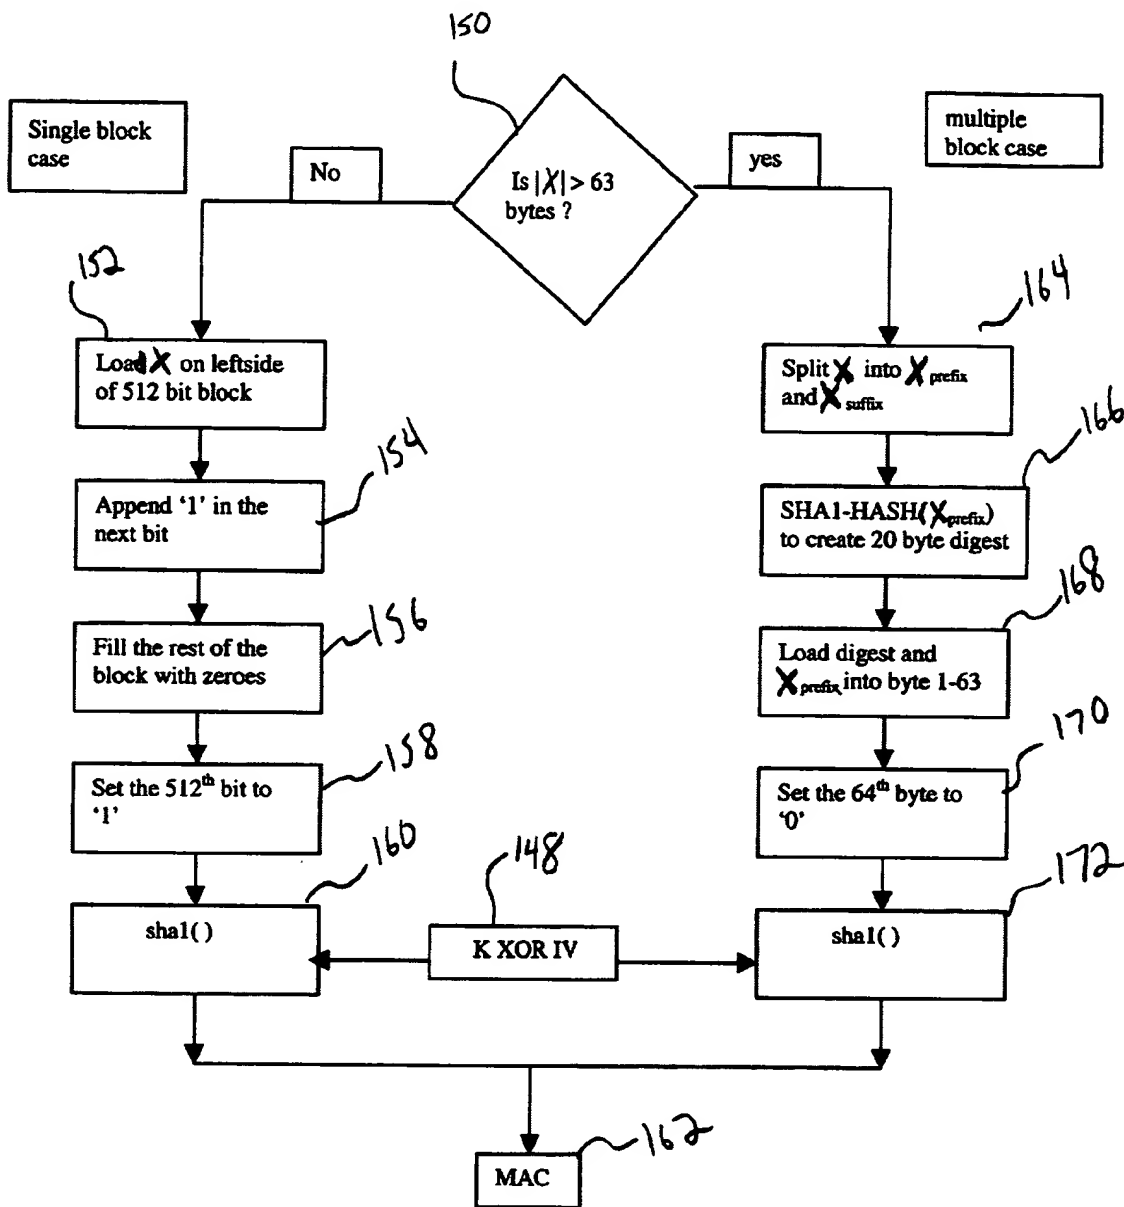 150
Single block
case
No
Is |X| > 63
bytes ?
yes
multiple
block case
152
Load X on leftside
of 512 bit block
164
Split X into X prefix
and X suffix
154
Append ‘1’ in the
next bit
166
SHA1-HASH(X prefix)
to create 20 byte digest
156
Fill the rest of the
block with zeroes
168
Load digest and
X prefix into byte 1-63
158
Set the 512th bit to
‘1’
170
Set the 64th byte to
‘0’
160
sha1( )
148
K XOR IV
172
sha1( )
162
MAC